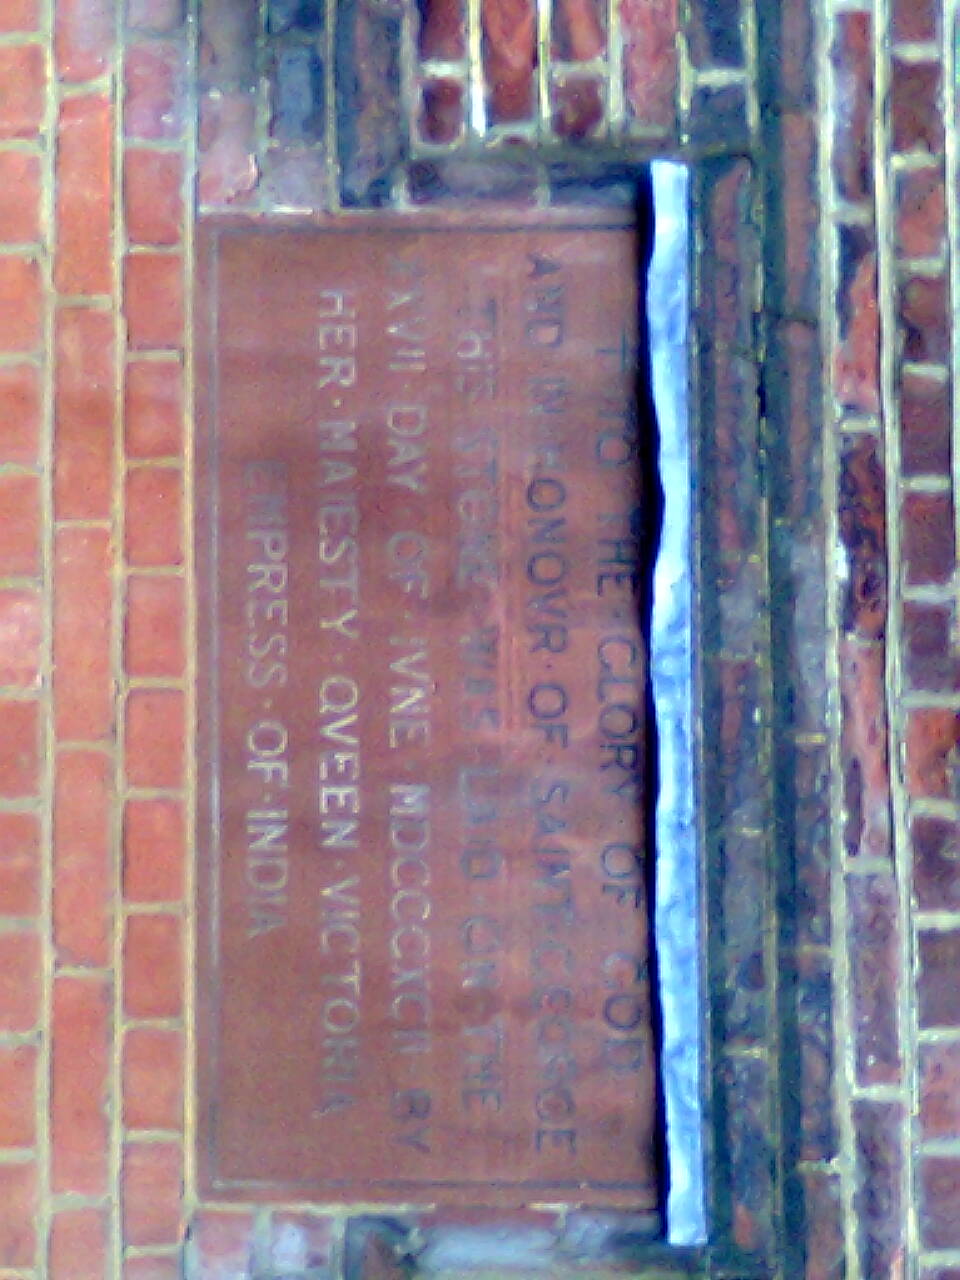 TO·THE·GLORY OF GOD
AND IN HONOVR·OF·SAINT·GEORGE
THIS STONE WAS LAID ON THE
XXVII·DAY OF·IVNE·MDCCCXCII BY
HER·MAIESTY·QVEEN·VICTORIA
EMPRESS·OF·INDIA